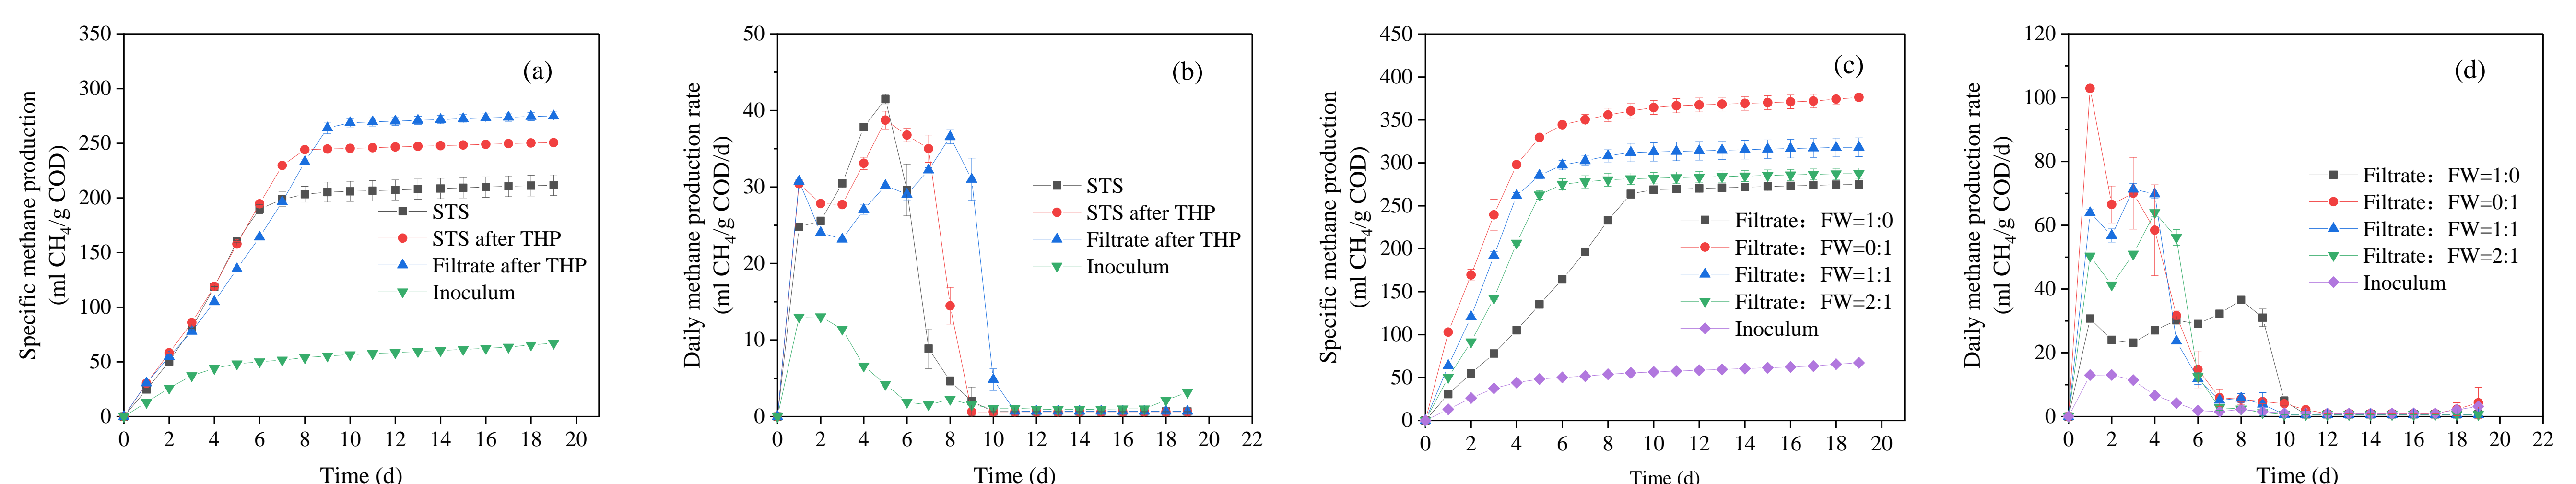 350
300
250
200
150
100
50
0
0 2 4 6 8 10 12 14 16 18 20
Specific methane production
(ml CH4/g COD)
Time (d)
(a)
STS
STS after THP
Filtrate after THP
Inoculum
50
40
30
20
10
0
0 2 4 6 8 10 12 14 16 18 20 22
Daily methane production rate
(ml CH4/g COD/d)
Time (d)
(b)
STS
STS after THP
Filtrate after THP
Inoculum
450
400
350
300
250
200
150
100
50
0
0 2 4 6 8 10 12 14 16 18 20
Specific methane production
(ml CH4/g COD)
Time (d)
(c)
Filtrate：FW=1:0
Filtrate：FW=0:1
Filtrate：FW=1:1
Filtrate：FW=2:1
Inoculum
120
100
80
60
40
20
0
0 2 4 6 8 10 12 14 16 18 20 22
Daily methane production rate
(ml CH4/g COD/d)
Time (d)
(d)
Filtrate：FW=1:0
Filtrate：FW=0:1
Filtrate：FW=1:1
Filtrate：FW=2:1
Inoculum